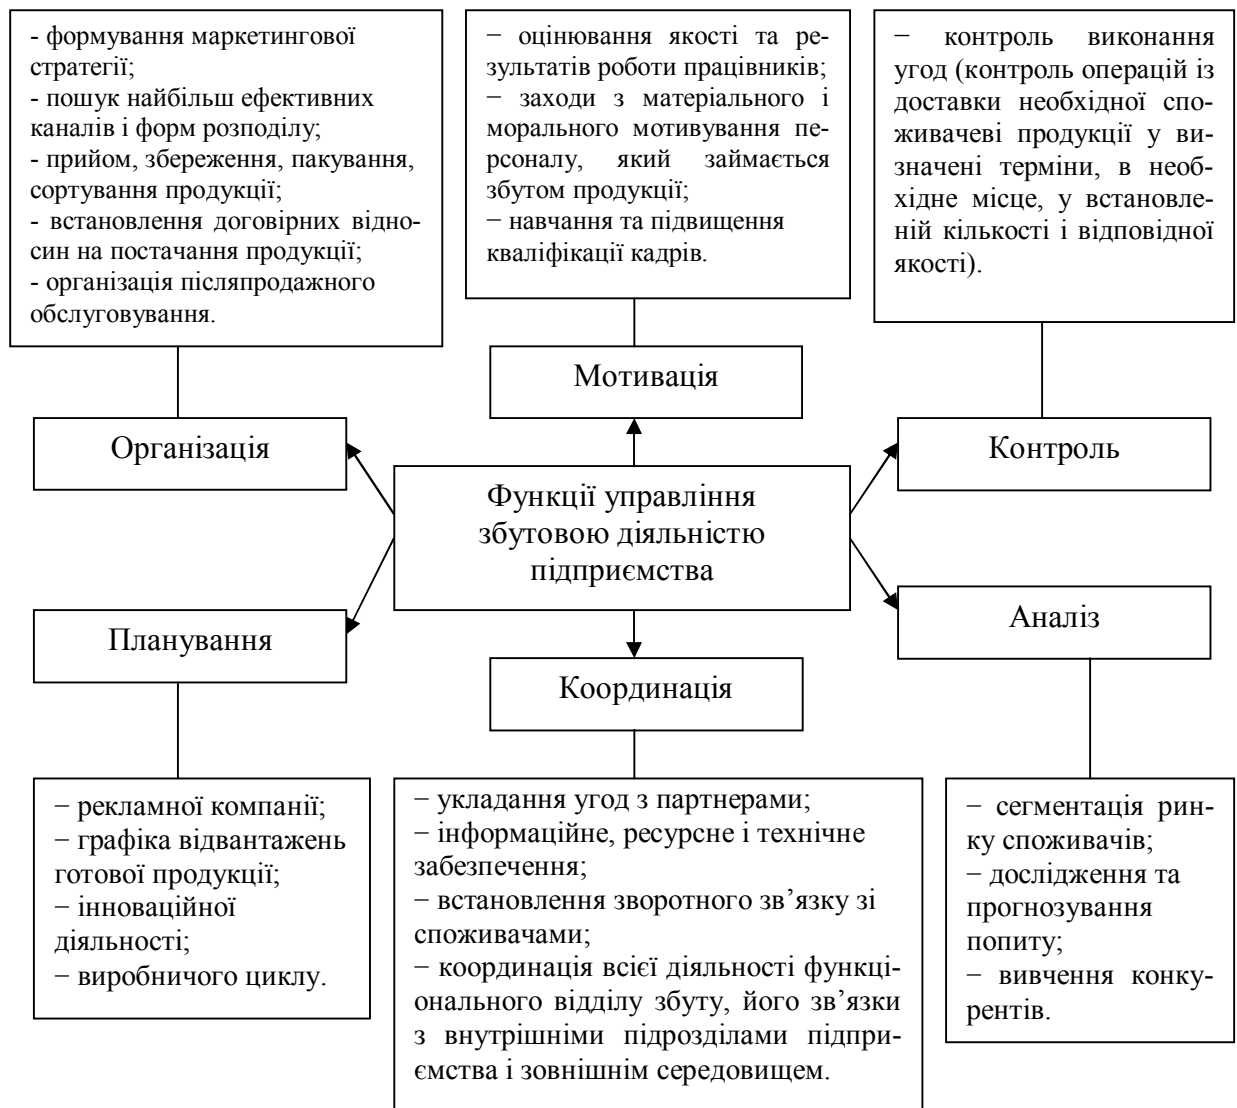 - формування маркетингової
стратегії;
- пошук найбільш ефективних
каналів і форм розподілу;
- прийом, збереження, пакування,
сортування продукції;
- встановлення договірних відно-
син на постачання продукції;
- організація післяпродажного
обслуговування.
− оцінювання якості та ре-
зультатів роботи працівників;
− заходи з матеріального і
морального мотивування пе-
рсоналу, який займається
збутом продукції;
− навчання та підвищення
кваліфікації кадрів.
− контроль виконання
угод (контроль операцій із
доставки необхідної спо-
живачеві продукції у ви-
значені терміни, в необ-
хідне місце, у встановле-
ній кількості і відповідної
якості).
Мотивація
Організація
Контроль
Функції управління
збутовою діяльністю
підприємства
Планування
Аналіз
Координація
− рекламної компанії;
− графіка відвантажень
готової продукції;
− інноваційної
діяльності;
− виробничого циклу.
− укладання угод з партнерами;
− інформаційне, ресурсне і технічне
забезпечення;
− встановлення зворотного зв’язку зі
споживачами;
− координація всієї діяльності функці-
онального відділу збуту, його зв’язки
з внутрішніми підрозділами підпри-
ємства і зовнішнім середовищем.
− сегментація рин-
ку споживачів;
− дослідження та
прогнозування
попиту;
− вивчення конку-
рентів.